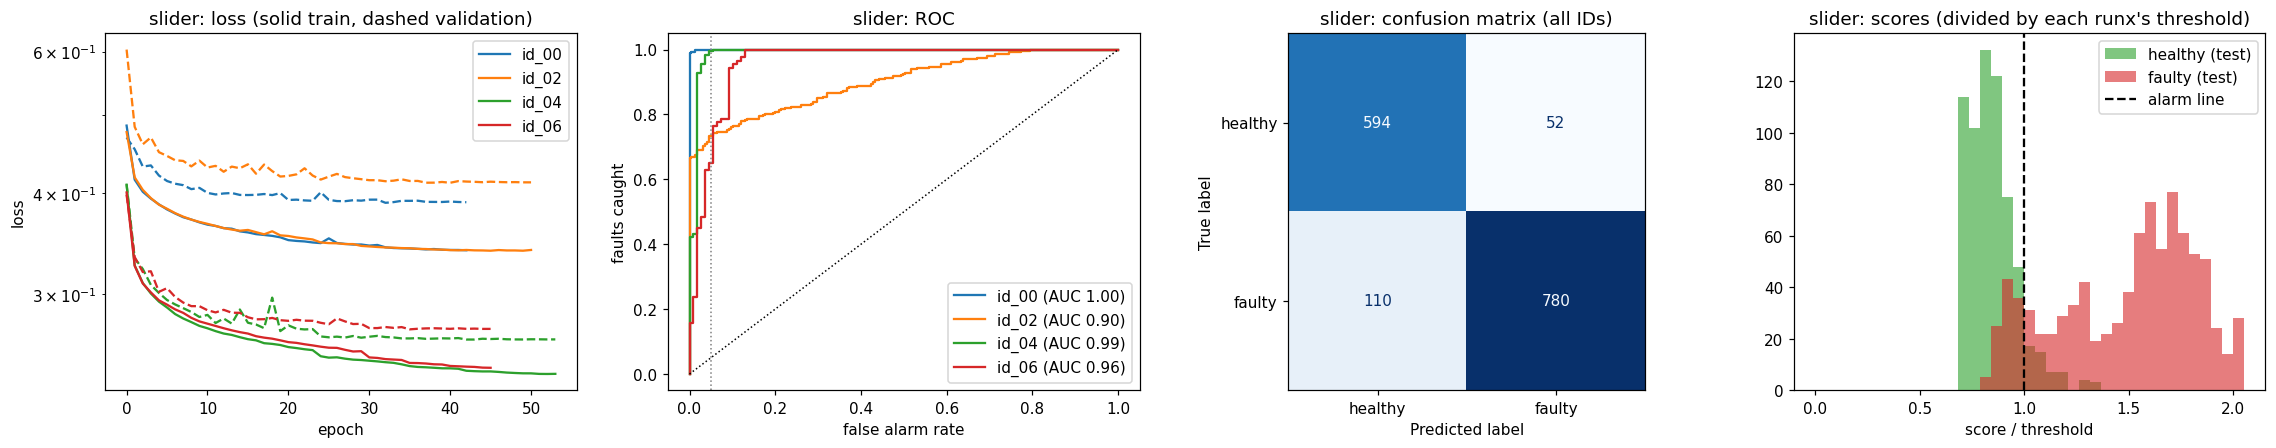 slider: loss (solid train, dashed validation)
6 × 10⁻¹
4 × 10⁻¹
3 × 10⁻¹
loss
0 10 20 30 40 50
epoch
id_00
id_02
id_04
id_06
slider: ROC
1.0
0.8
0.6
0.4
0.2
0.0
faults caught
0.0 0.2 0.4 0.6 0.8 1.0
false alarm rate
id_00 (AUC 1.00)
id_02 (AUC 0.90)
id_04 (AUC 0.99)
id_06 (AUC 0.96)
slider: confusion matrix (all IDs)
True label
healthy 594 52
faulty 110 780
healthy faulty
Predicted label
slider: scores (divided by each runx's threshold)
120
100
80
60
40
20
0
0.0 0.5 1.0 1.5 2.0
score / threshold
healthy (test)
faulty (test)
alarm line